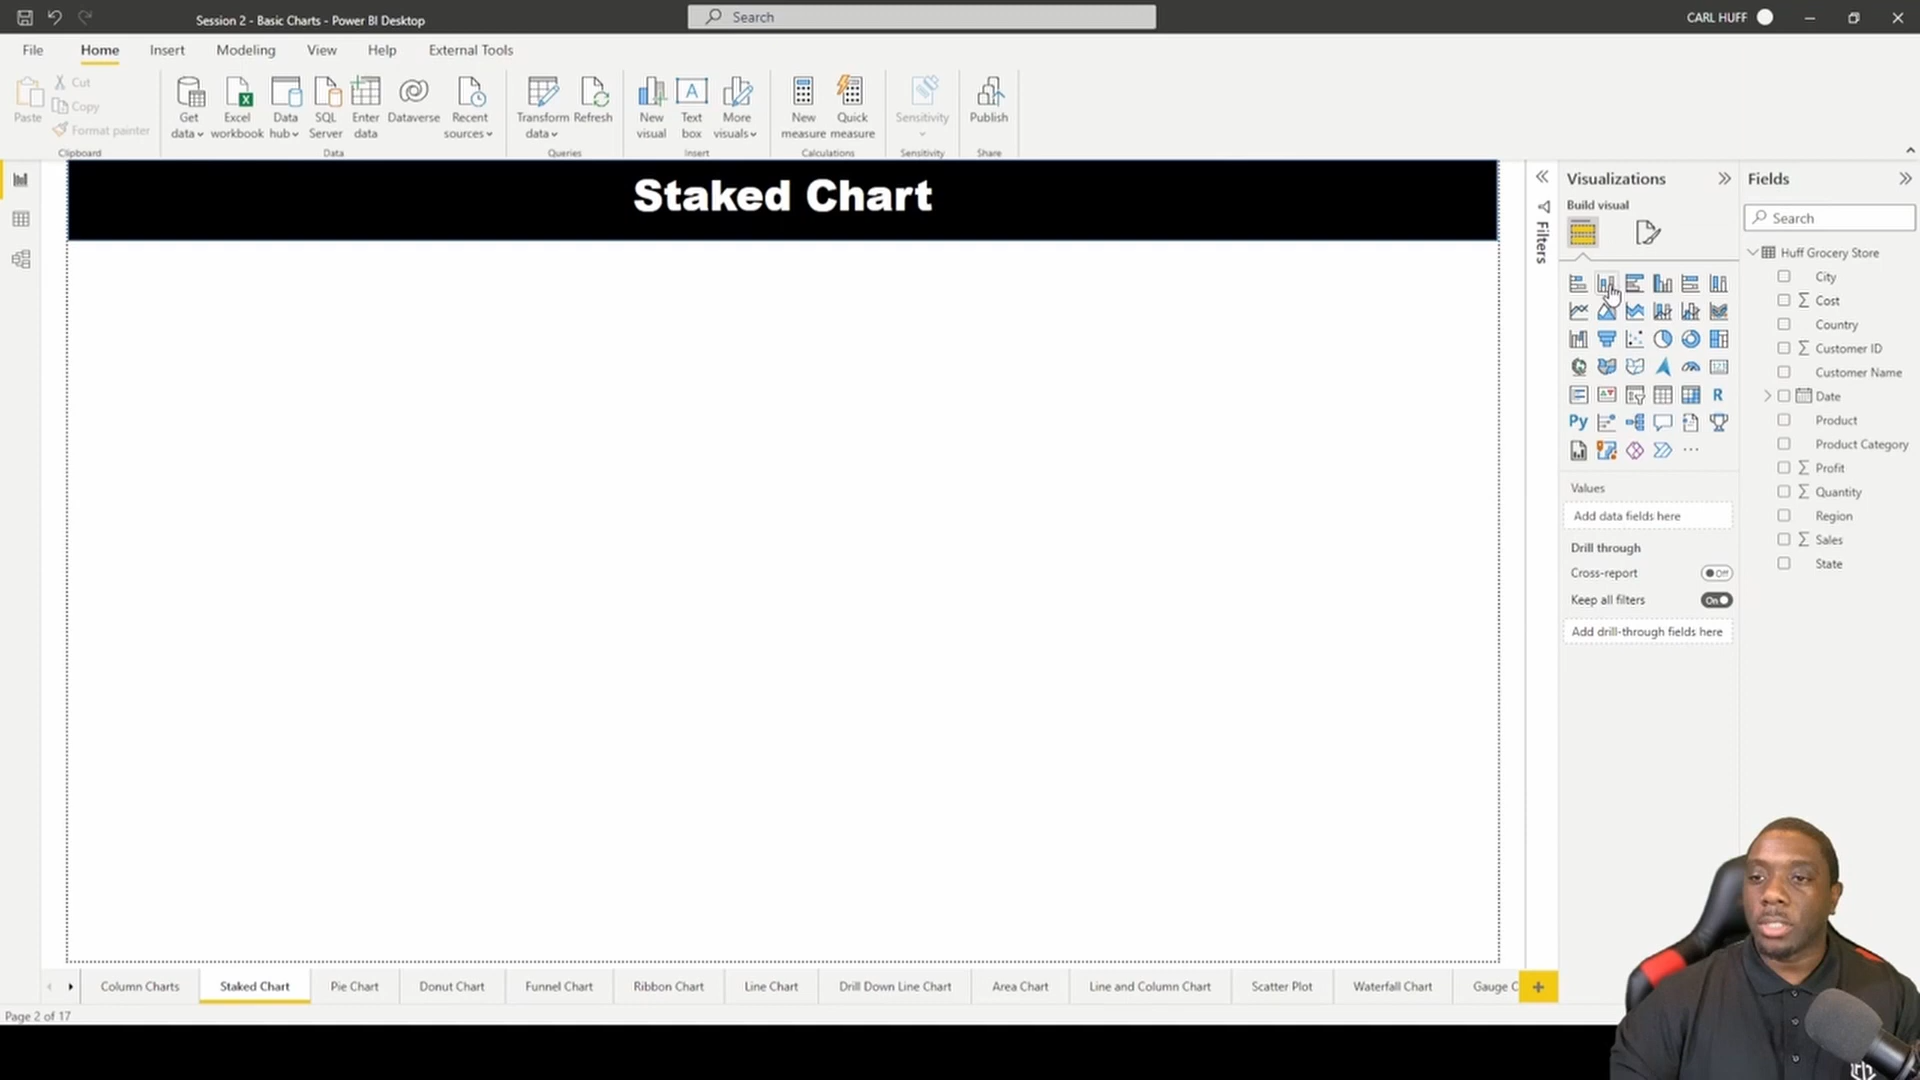 Session 2 - Basic Charts - Power BI Desktop
Search
CARL HUFF
File
Home
Insert
Modeling
View
Help
External Tools
Paste
Cut
Copy
Format painter
Clipboard
Get data
Excel workbook
Data hub
SQL Server
Enter data
Dataverse
Recent sources
Data
Transform data
Refresh
Queries
New visual
Text box
More visuals
Insert
New measure
Quick measure
Calculations
Sensitivity
Sensitivity
Publish
Share
Staked Chart
Filters
Visualizations
Build visual
R
Py
123
Values
Add data fields here
Drill through
Cross-report
Off
Keep all filters
On
Add drill-through fields here
Fields
Search
Huff Grocery Store
City
Cost
Country
Customer ID
Customer Name
Date
Product
Product Category
Profit
Quantity
Region
Sales
State
Column Charts
Staked Chart
Pie Chart
Donut Chart
Funnel Chart
Ribbon Chart
Line Chart
Drill Down Line Chart
Area Chart
Line and Column Chart
Scatter Plot
Waterfall Chart
Gauge C
Page 2 of 17